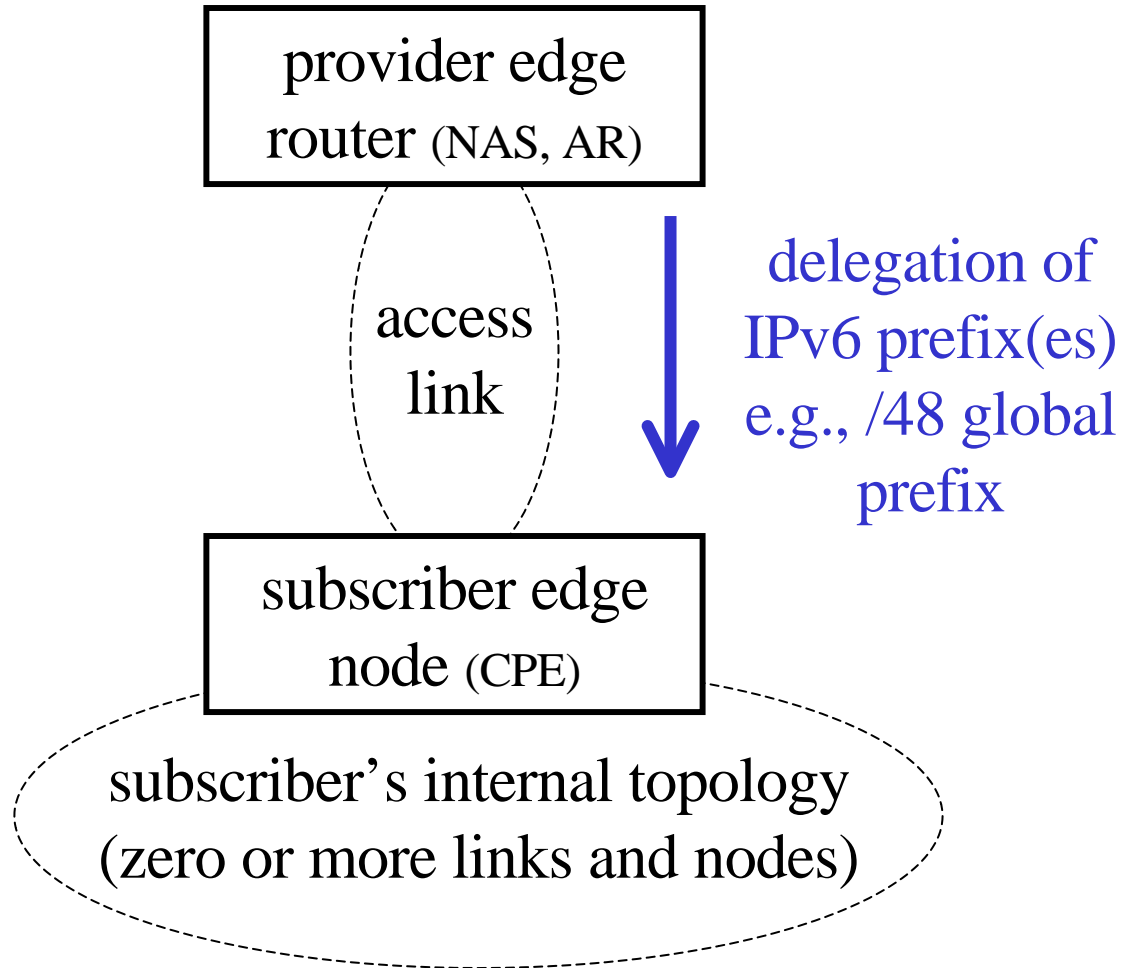 provider edge
router (NAS, AR)
access
link
delegation of
IPv6 prefix(es)
e.g., /48 global
prefix
subscriber edge
node (CPE)
subscriber’s internal topology
(zero or more links and nodes)